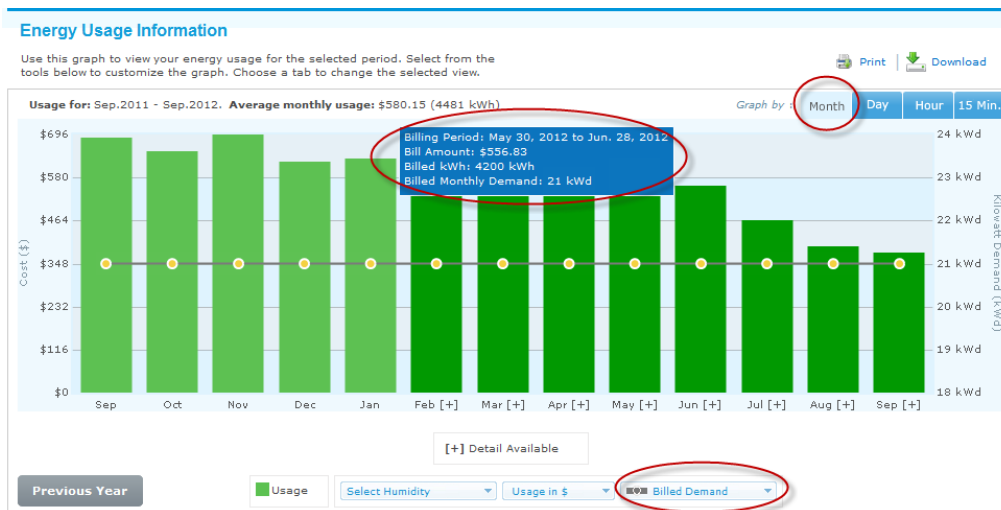 Energy Usage Information
Use this graph to view your energy usage for the selected period. Select from the
tools below to customize the graph. Choose a tab to change the selected view.
Print | Download
Usage for: Sep.2011 - Sep.2012. Average monthly usage: $580.15 (4481 kWh)
Graph by : Month Day Hour 15 Min.
$696
$580
$464
$348
$232
$116
$0
Cost ($)
Billing Period: May 30, 2012 to Jun. 28, 2012
Bill Amount: $556.83
Billed kWh: 4200 kWh
Billed Monthly Demand: 21 kWd
24 kWd
23 kWd
22 kWd
21 kWd
20 kWd
19 kWd
18 kWd
Kilowatt Demand (kWd)
Sep Oct Nov Dec Jan Feb [+] Mar [+] Apr [+] May [+] Jun [+] Jul [+] Aug [+] Sep [+]
[+] Detail Available
Previous Year
Usage
Select Humidity
Usage in $
Billed Demand